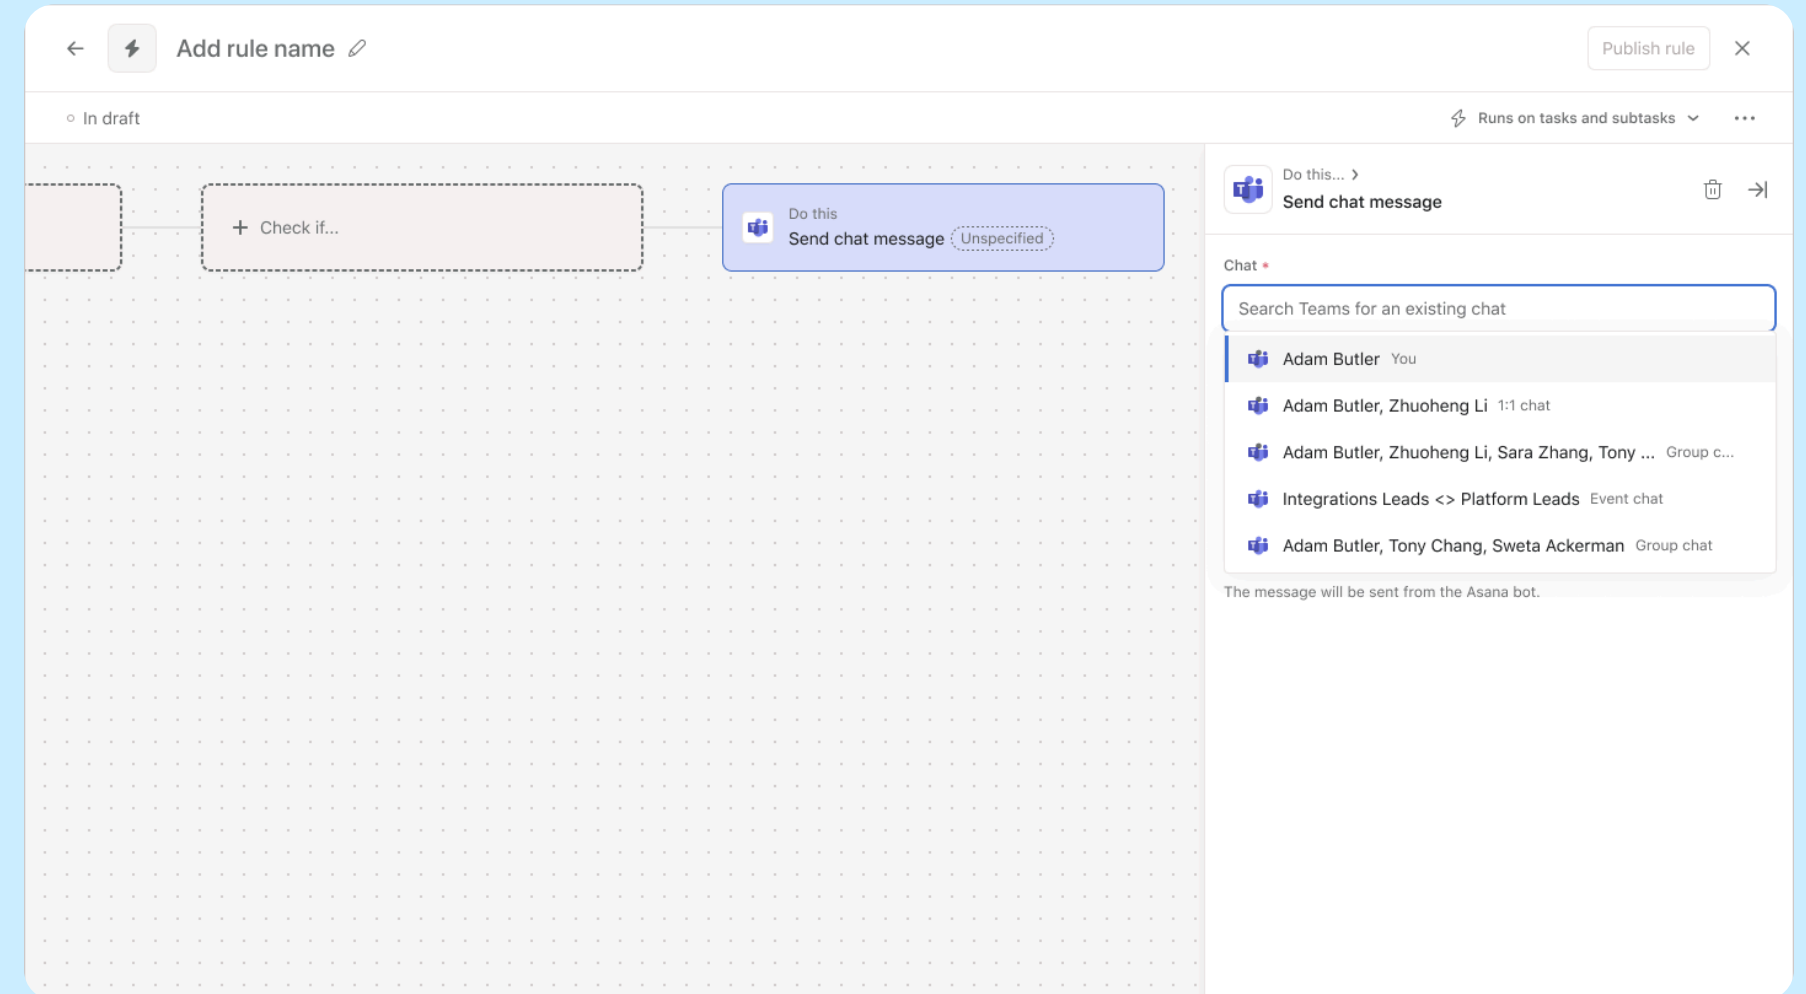 Add rule name
Publish rule
In draft
Runs on tasks and subtasks
Check if...
Do this
Send chat message Unspecified
Do this...
Send chat message
Chat *
Search Teams for an existing chat
Adam Butler You
Adam Butler, Zhuoheng Li 1:1 chat
Adam Butler, Zhuoheng Li, Sara Zhang, Tony ... Group c...
Integrations Leads <> Platform Leads Event chat
Adam Butler, Tony Chang, Sweta Ackerman Group chat
The message will be sent from the Asana bot.